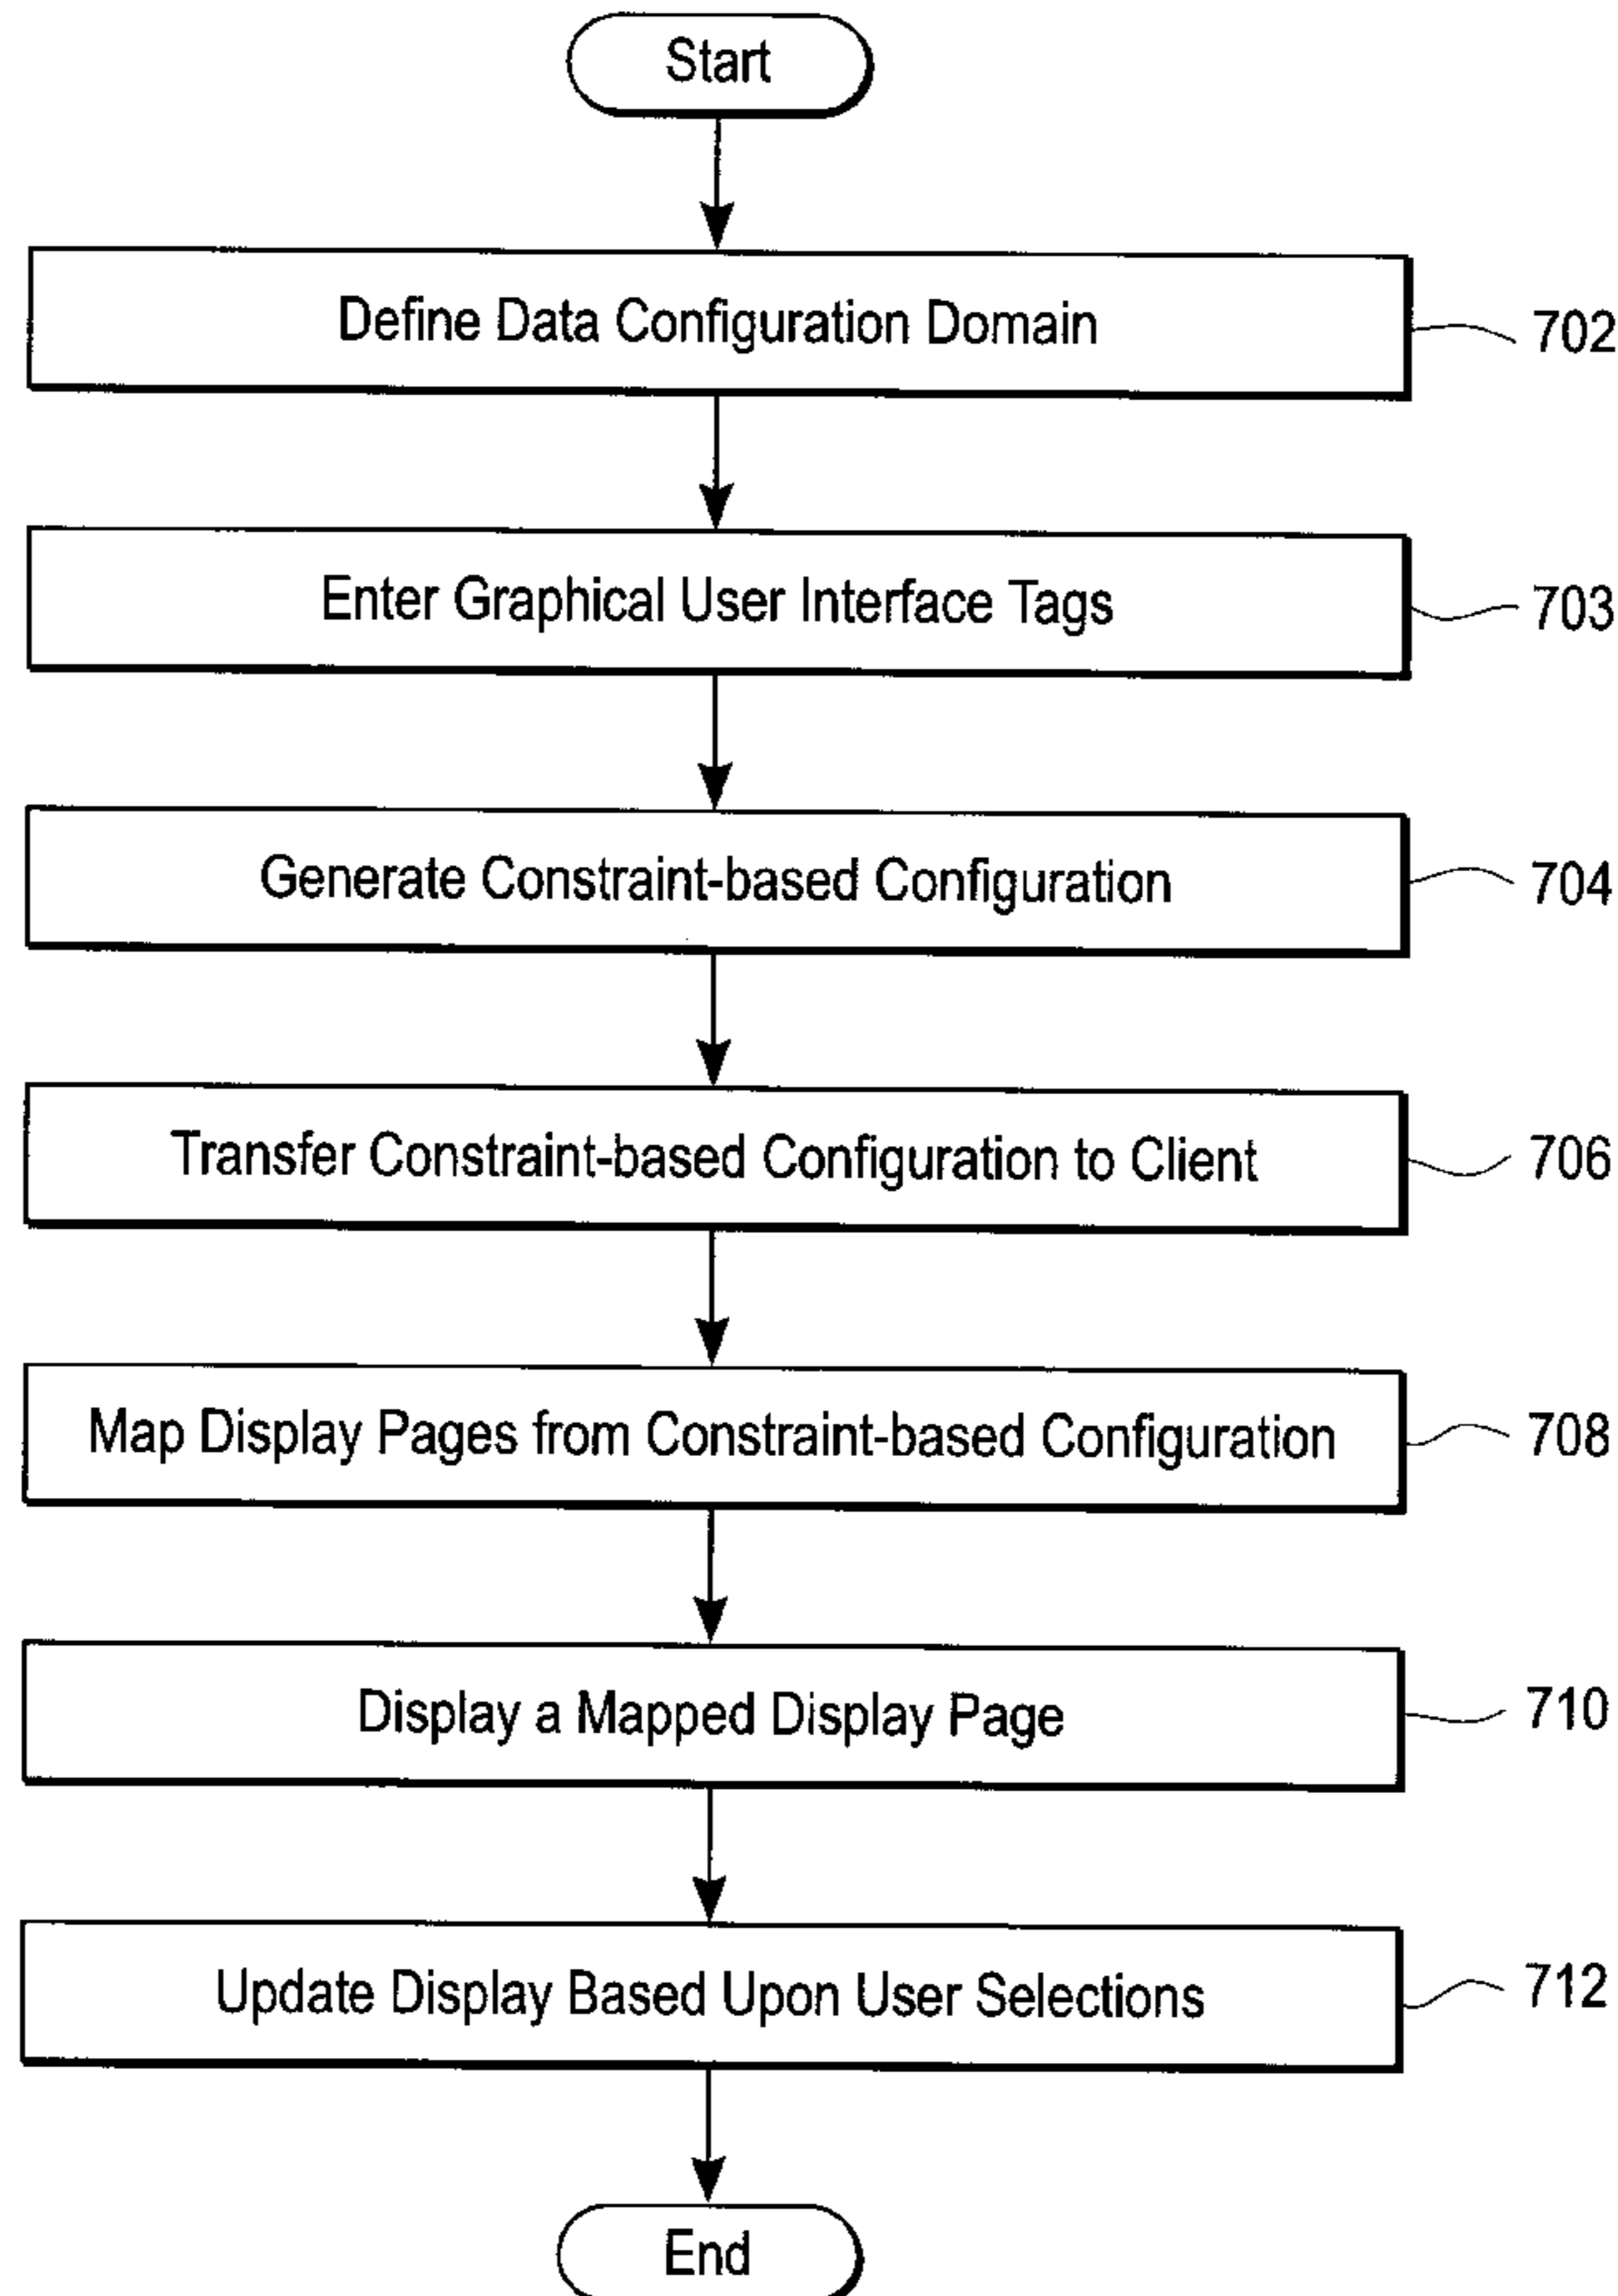 Start
Define Data Configuration Domain
702
Enter Graphical User Interface Tags
703
Generate Constraint-based Configuration
704
Transfer Constraint-based Configuration to Client
706
Map Display Pages from Constraint-based Configuration
708
Display a Mapped Display Page
710
Update Display Based Upon User Selections
712
End